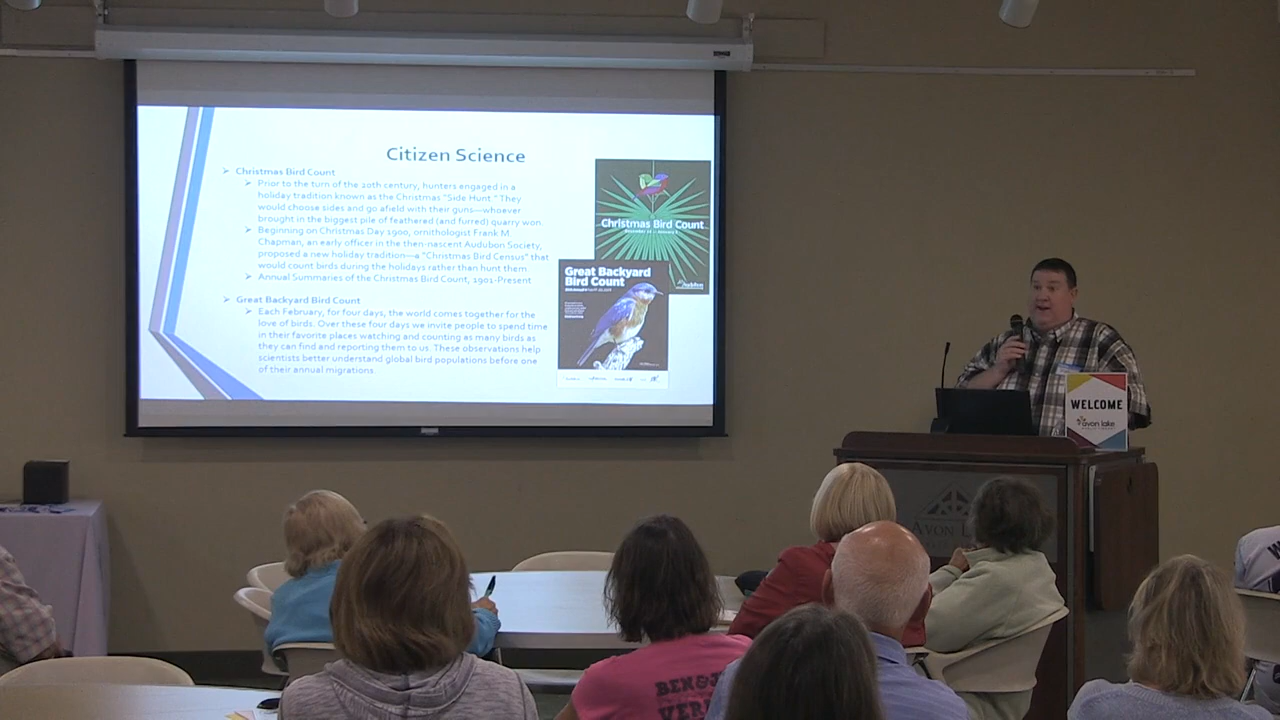 Citizen Science
Christmas Bird Count
Prior to the turn of the 20th century, hunters engaged in a
holiday tradition known as the Christmas "Side Hunt." They
would choose sides and go afield with their guns—whoever
brought in the biggest pile of feathered (and furred) quarry won.
Beginning on Christmas Day 1900, ornithologist Frank M.
Chapman, an early officer in the then-nascent Audubon Society,
proposed a new holiday tradition—a "Christmas Bird Census" that
would count birds during the holidays rather than hunt them.
Annual Summaries of the Christmas Bird Count, 1901-Present
Great Backyard Bird Count
Each February, for four days, the world comes together for the
love of birds. Over these four days we invite people to spend time
in their favorite places watching and counting as many birds as
they can find and reporting them to us. These observations help
scientists better understand global bird populations before one
of their annual migrations.
Christmas Bird Count
Audubon
Great Backyard
Bird Count
WELCOME
avon lake
PUBLIC LIBRARY
AVON
BEN&J